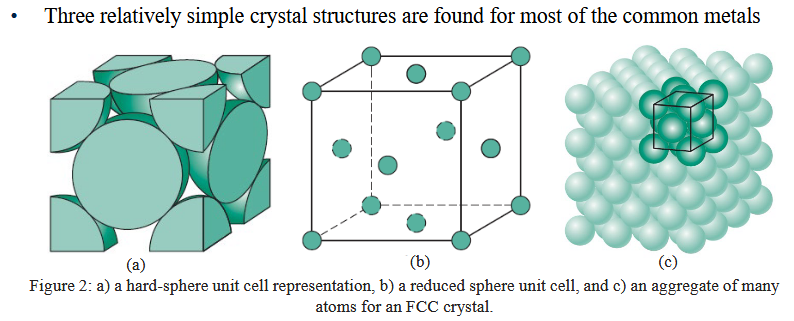 • Three relatively simple crystal structures are found for most of the common metals
(a)
(b)
(c)
Figure 2: a) a hard-sphere unit cell representation, b) a reduced sphere unit cell, and c) an aggregate of many
atoms for an FCC crystal.